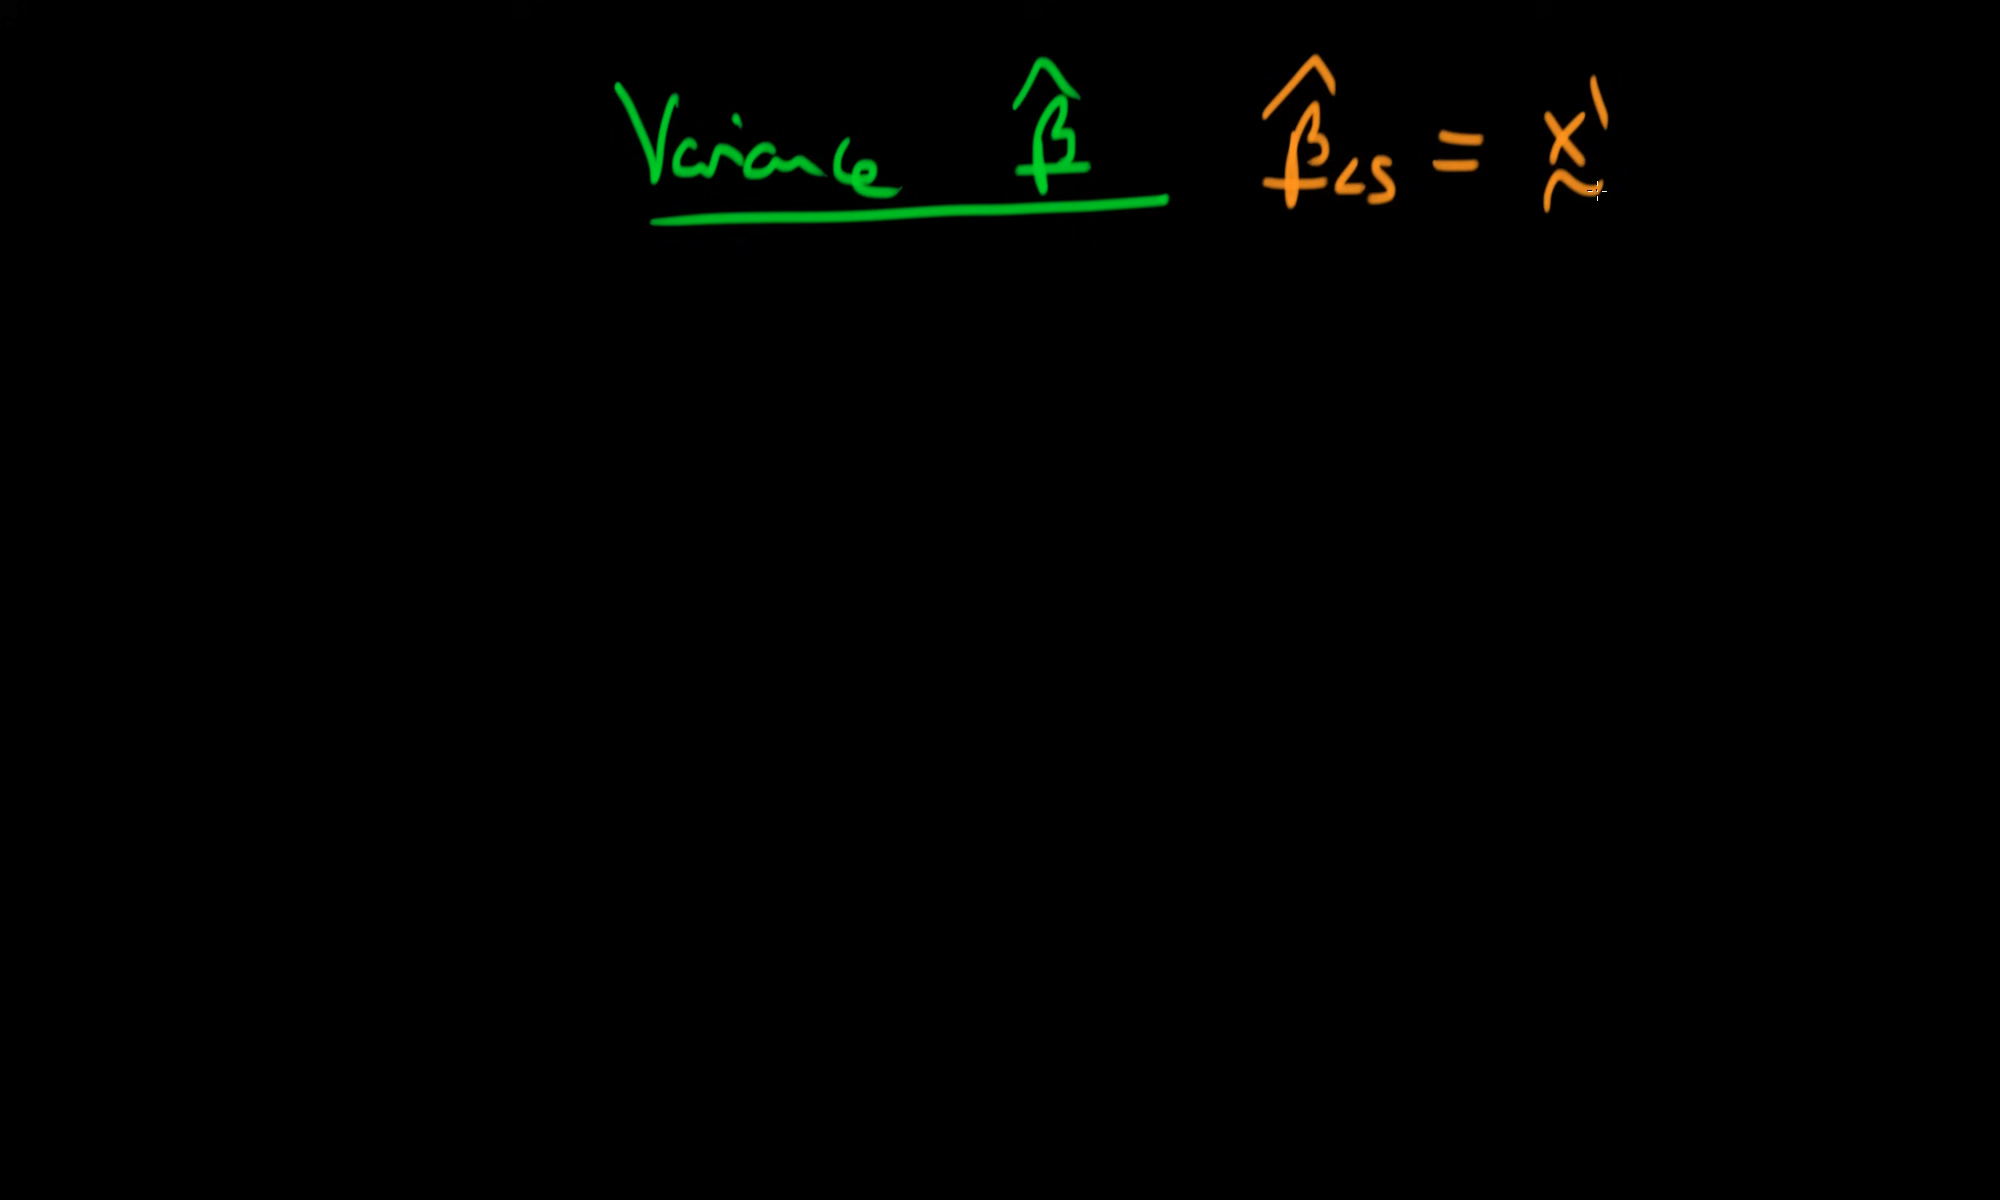 Variance β̂ β̂LS = X'